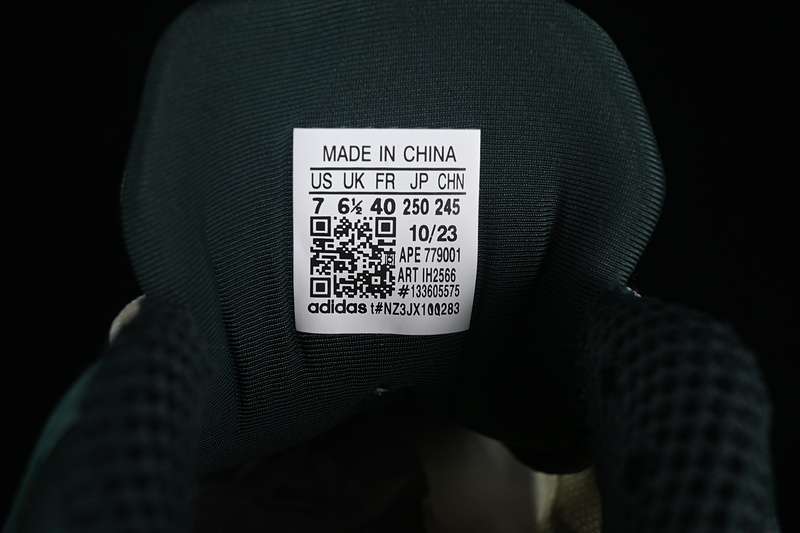 MADE IN CHINA
US UK FR JP CHN
7 6½ 40 250 245
10/23
APE 779001
ART IH2566
#133605575
adidas t#NZ3JX100283